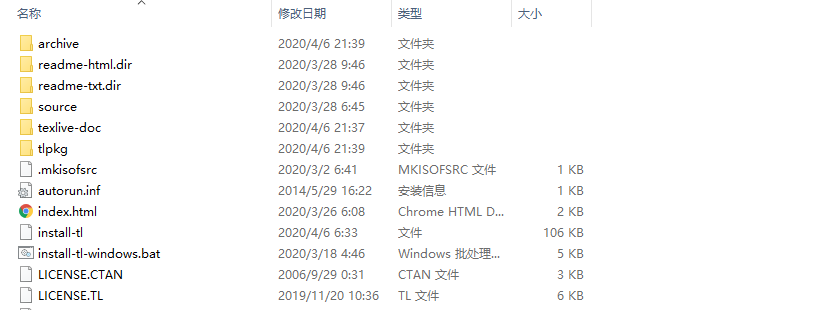 名称 修改日期 类型 大小
archive 2020/4/6 21:39 文件夹
readme-html.dir 2020/3/28 9:46 文件夹
readme-txt.dir 2020/3/28 9:46 文件夹
source 2020/3/28 6:45 文件夹
texlive-doc 2020/4/6 21:37 文件夹
tlpkg 2020/4/6 21:39 文件夹
.mkisofsrc 2020/3/2 6:41 MKISOFSRC 文件 1 KB
autorun.inf 2014/5/29 16:22 安装信息 1 KB
index.html 2020/3/26 6:08 Chrome HTML D... 2 KB
install-tl 2020/4/6 6:33 文件 106 KB
install-tl-windows.bat 2020/3/18 4:46 Windows 批处理... 5 KB
LICENSE.CTAN 2006/9/29 0:31 CTAN 文件 3 KB
LICENSE.TL 2019/11/20 10:36 TL 文件 6 KB